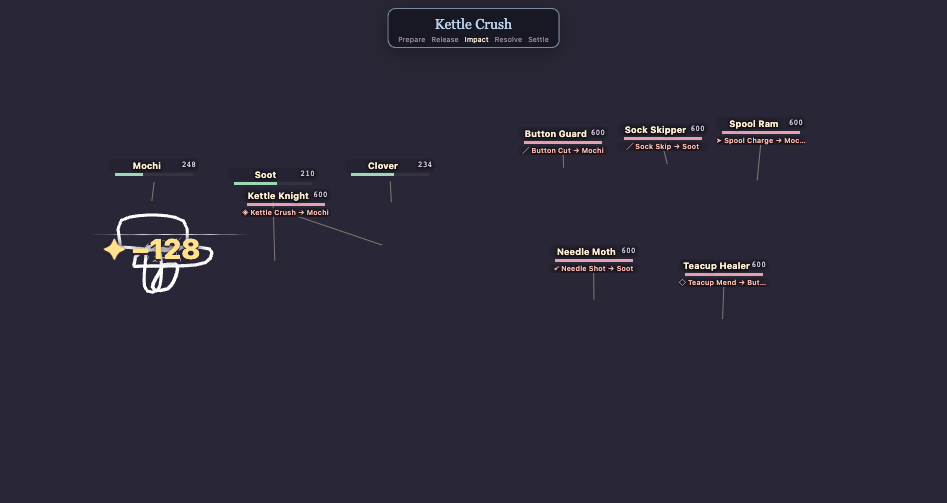 Kettle Crush
Prepare Release Impact Resolve Settle
Button Guard 600
Button Cut → Mochi
Sock Skipper 600
Sock Skip → Soot
Spool Ram 600
Spool Charge → Moc…
Mochi 248
Soot 210
Clover 234
Kettle Knight 600
Kettle Crush → Mochi
-128
Needle Moth 600
Needle Shot → Soot
Teacup Healer 600
Teacup Mend → But…